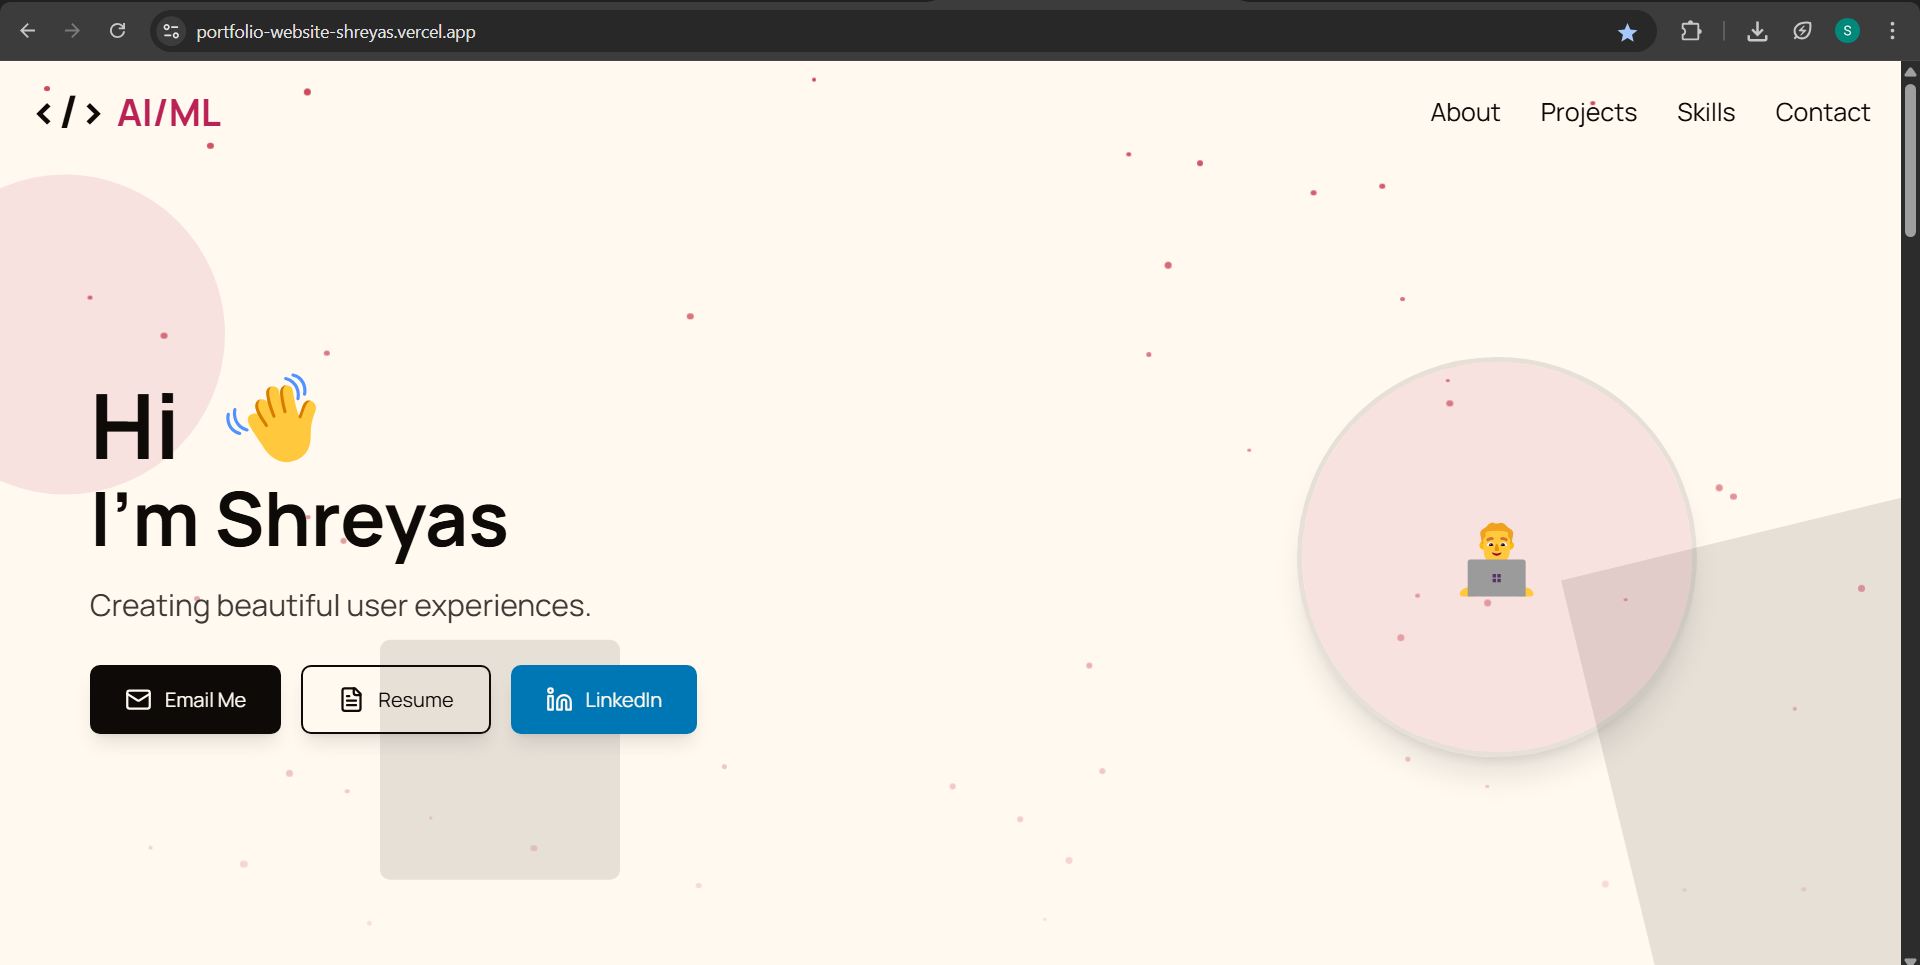 portfolio-website-shreyas.vercel.app
S
</> AI/ML
About Projects Skills Contact
Hi 👋
I'm Shreyas
Creating beautiful user experiences.
Email Me
Resume
LinkedIn